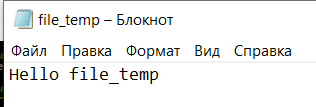 file_temp – Блокнот
Файл Правка Формат Вид Справка
Hello file_temp